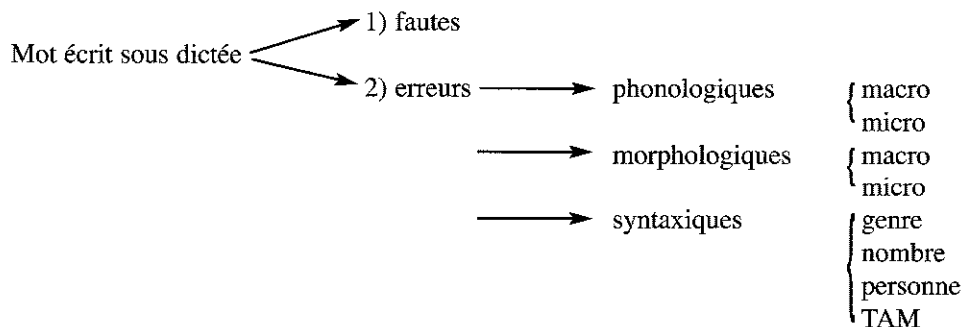 1) fautes
Mot écrit sous dictée
2) erreurs phonologiques macro
micro
morphologiques macro
micro
syntaxiques genre
nombre
personne
TAM